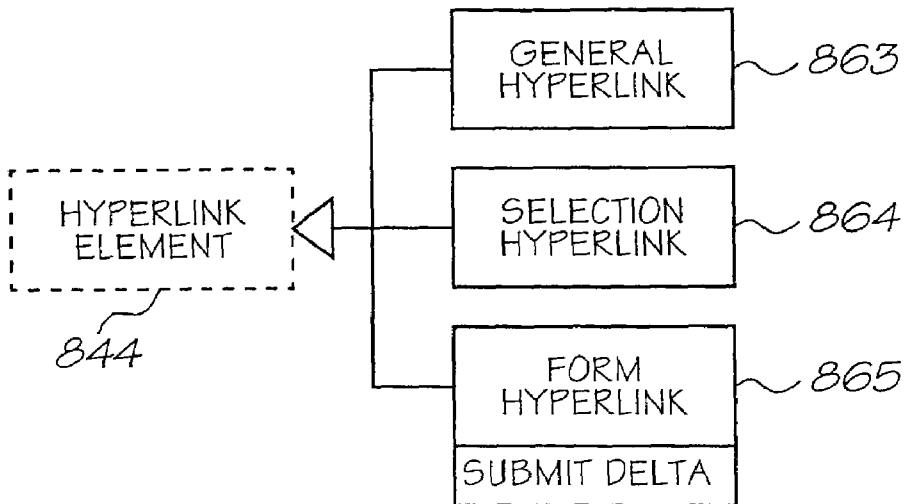 GENERAL
HYPERLINK
863
HYPERLINK
ELEMENT
844
SELECTION
HYPERLINK
864
FORM
HYPERLINK
865
SUBMIT DELTA